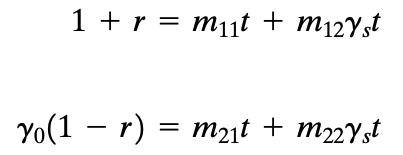 1 + r = m₁₁t + m₁₂γₛt
γ₀(1 − r) = m₂₁t + m₂₂γₛt